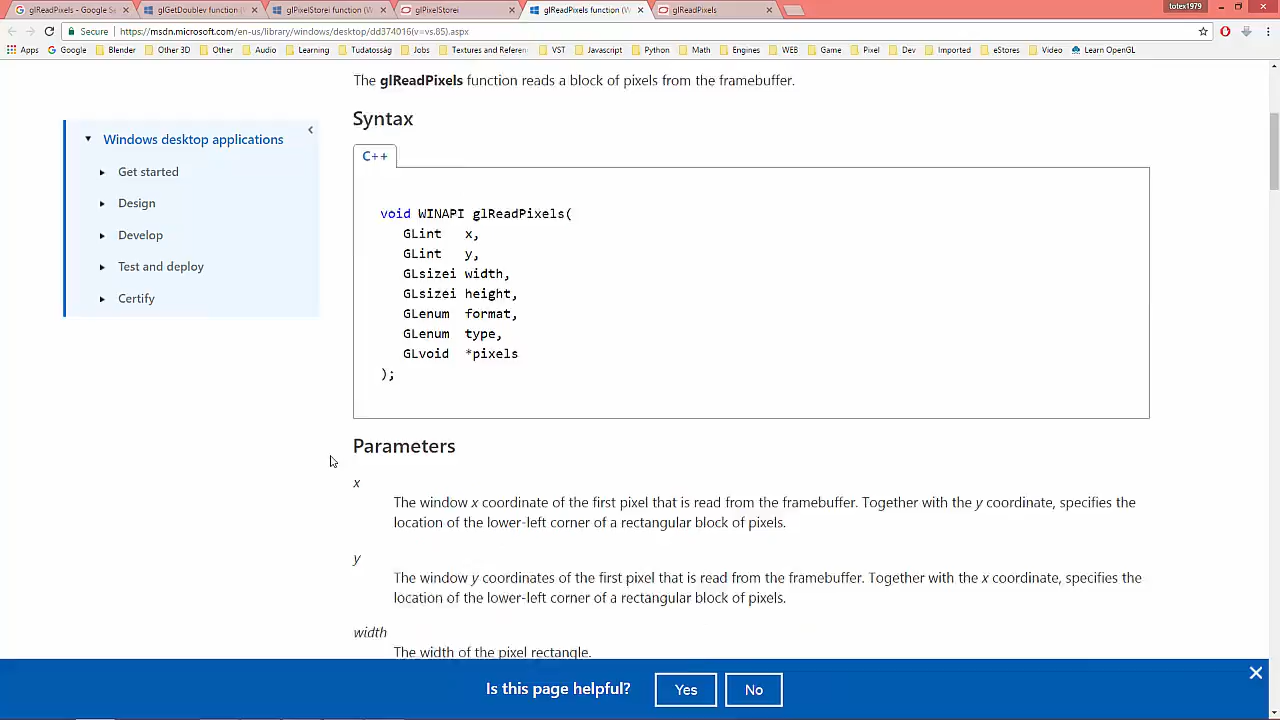 glReadPixels - Google Se
glGetDoublev function (W
glPixelStorei function (W
glPixelStorei
glReadPixels function (W
glReadPixels
lotex1979
Secure
https://msdn.microsoft.com/en-us/library/windows/desktop/dd374016(v=vs.85).aspx
Apps Google Blender Other 3D Other Audio Learning Tudatosság Jobs Textures and Referen VST Javascript Python Math Engines WEB Game Pixel Dev Imported eStores Video Learn OpenGL
The glReadPixels function reads a block of pixels from the framebuffer.
Syntax
Windows desktop applications
Get started
Design
Develop
Test and deploy
Certify
C++
void WINAPI glReadPixels(
GLint x,
GLint y,
GLsizei width,
GLsizei height,
GLenum format,
GLenum type,
GLvoid *pixels
);
Parameters
x
The window x coordinate of the first pixel that is read from the framebuffer. Together with the y coordinate, specifies the
location of the lower-left corner of a rectangular block of pixels.
y
The window y coordinates of the first pixel that is read from the framebuffer. Together with the x coordinate, specifies the
location of the lower-left corner of a rectangular block of pixels.
width
The width of the pixel rectangle.
Is this page helpful?
Yes
No